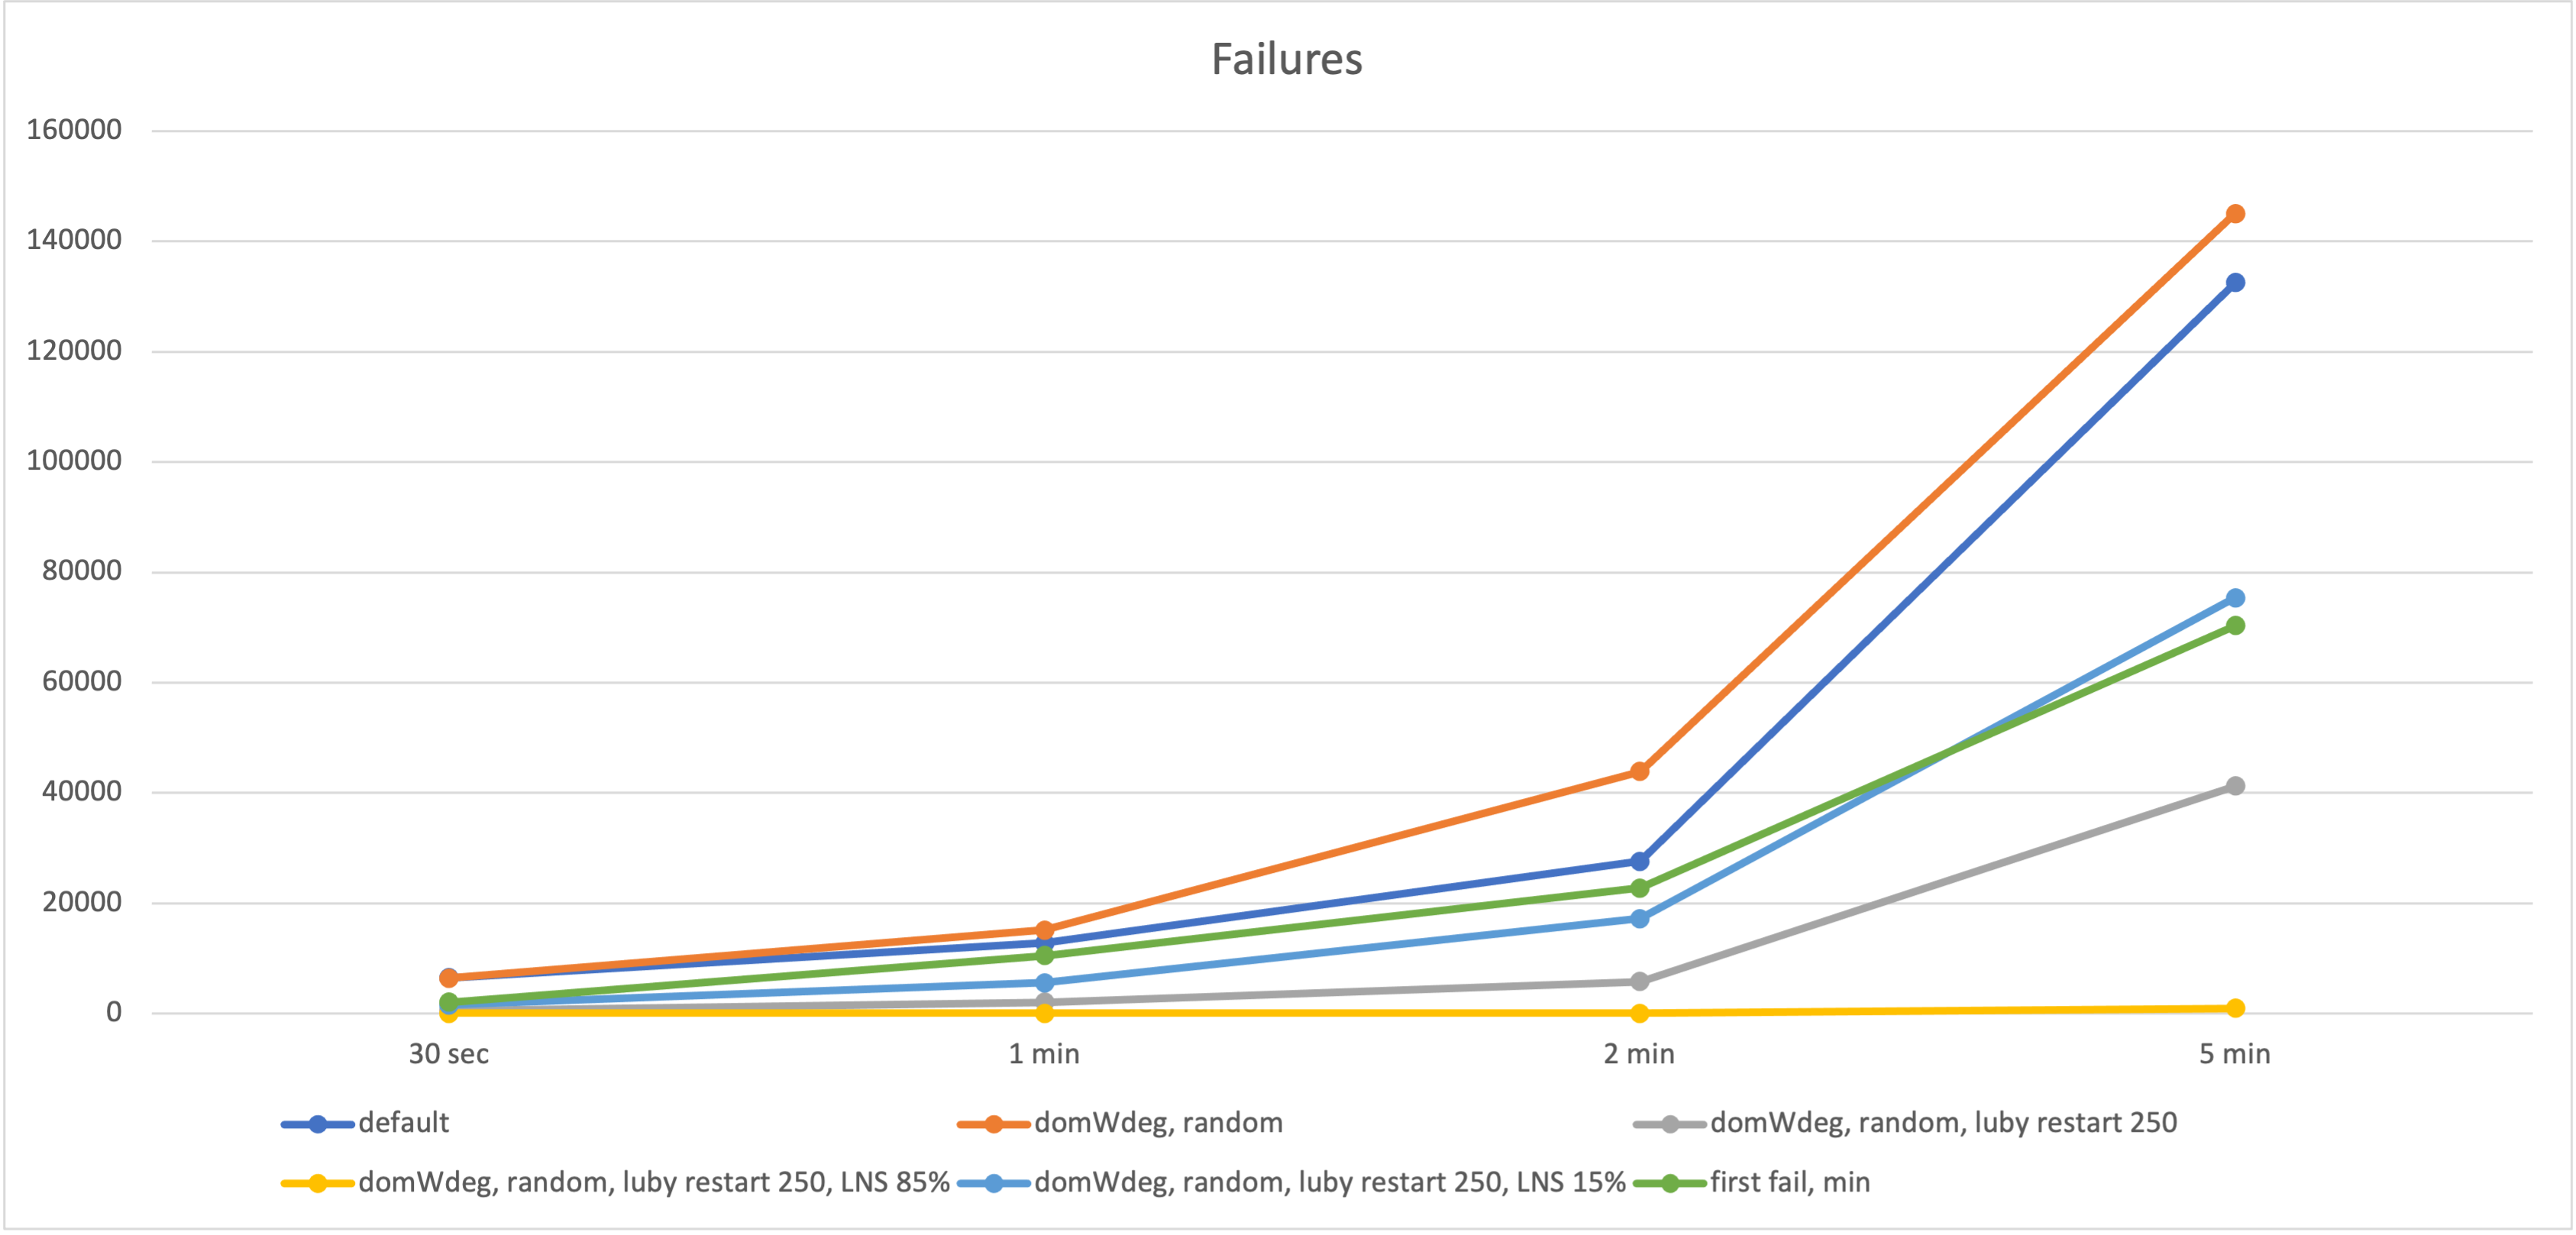 Failures
160000
140000
120000
100000
80000
60000
40000
20000
0
30 sec 1 min 2 min 5 min
default domWdeg, random domWdeg, random, luby restart 250
domWdeg, random, luby restart 250, LNS 85% domWdeg, random, luby restart 250, LNS 15% first fail, min